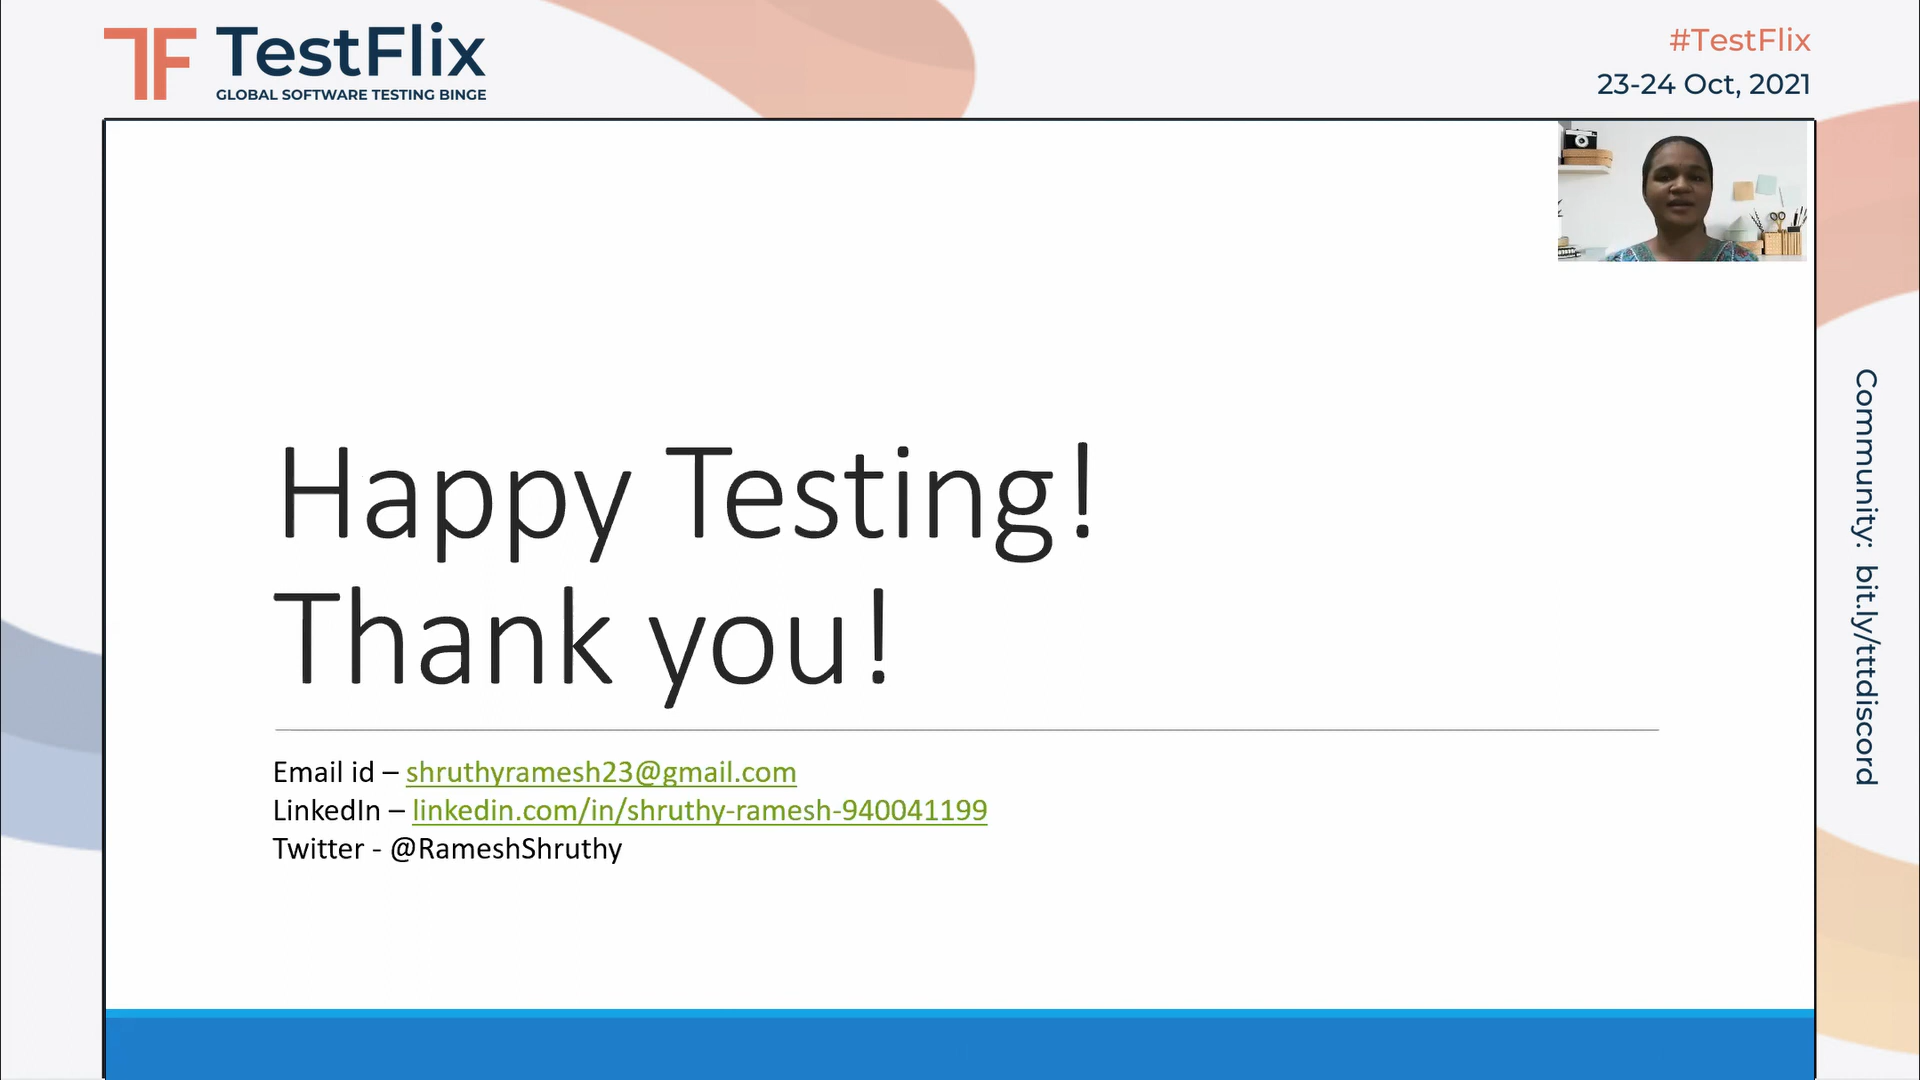 TF TestFlix
GLOBAL SOFTWARE TESTING BINGE
#TestFlix
23-24 Oct, 2021
Happy Testing!
Thank you!
Email id – shruthyramesh23@gmail.com
LinkedIn – linkedin.com/in/shruthy-ramesh-940041199
Twitter - @RameshShruthy
Community: bit.ly/tttdiscord